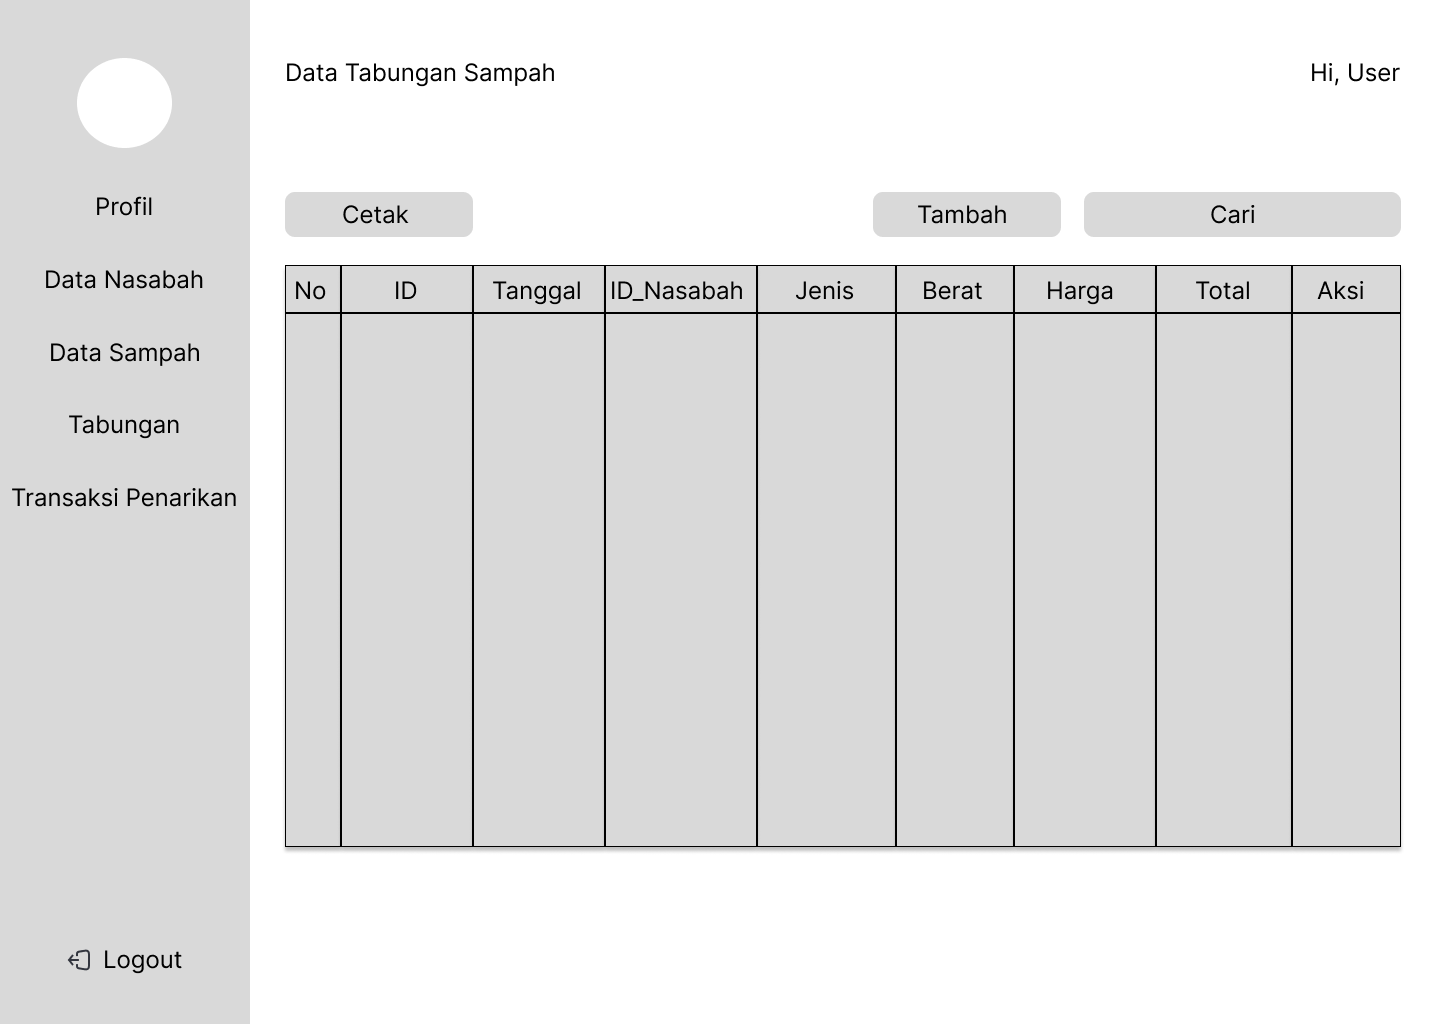 Profil
Data Nasabah
Data Sampah
Tabungan
Transaksi Penarikan
Logout
Data Tabungan Sampah
Hi, User
Cetak
Tambah
Cari
No
ID
Tanggal
ID_Nasabah
Jenis
Berat
Harga
Total
Aksi